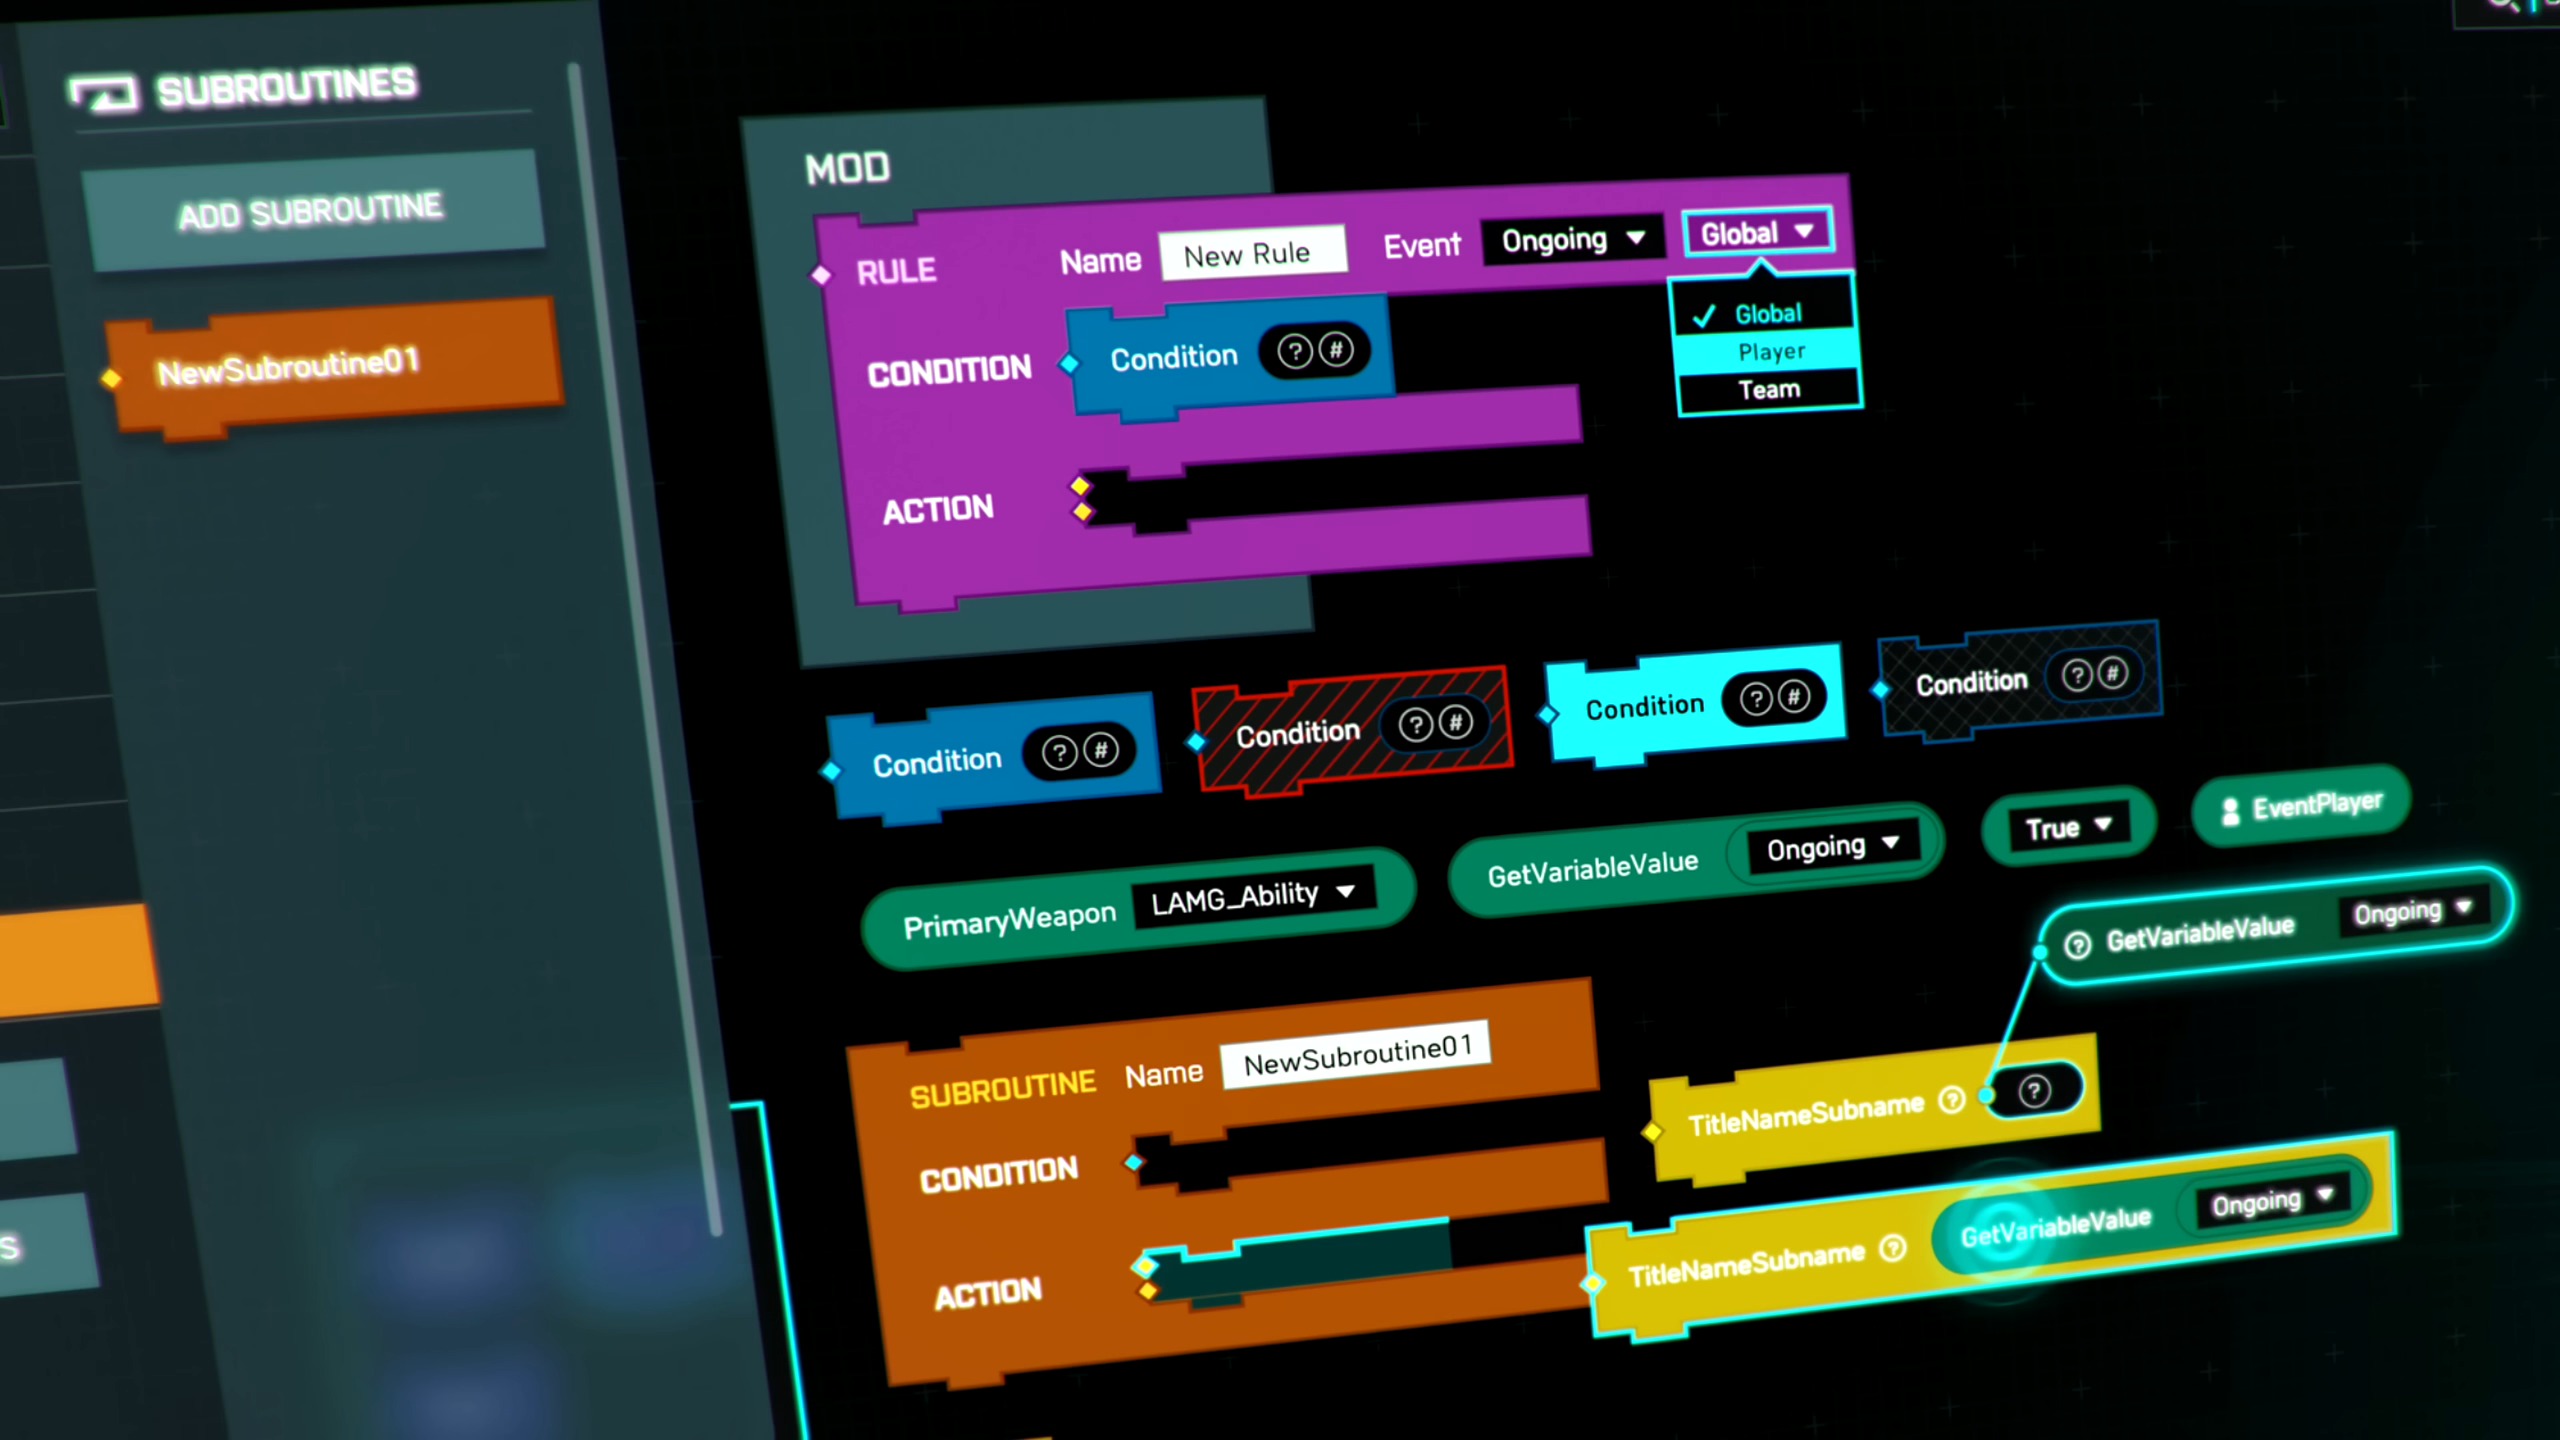 SUBROUTINES
ADD SUBROUTINE
NewSubroutine01
MOD
RULE Name New Rule Event Ongoing Global
Global
Player
Team
CONDITION Condition ? #
ACTION
Condition ? #
Condition ? #
Condition ? #
Condition ? #
PrimaryWeapon LAMG_Ability
GetVariableValue Ongoing
True
EventPlayer
? GetVariableValue Ongoing
SUBROUTINE Name NewSubroutine01
CONDITION
ACTION
TitleNameSubname ? ?
TitleNameSubname ? GetVariableValue Ongoing
S